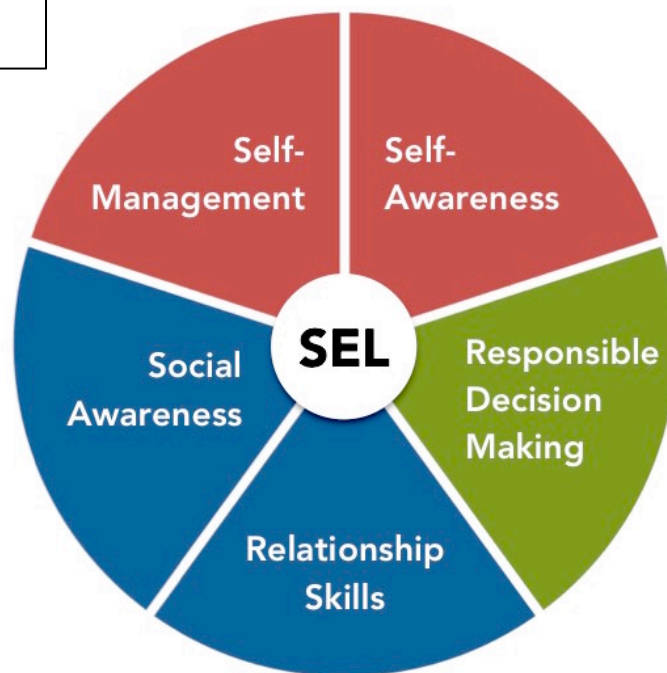 Self-
Management
Self-
Awareness
SEL
Social
Awareness
Responsible
Decision
Making
Relationship
Skills